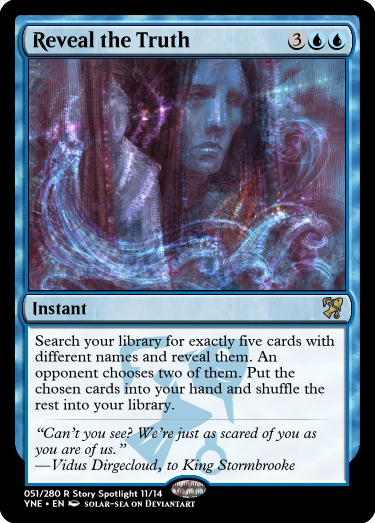 Reveal the Truth 3
Instant
Search your library for exactly five cards with
different names and reveal them. An
opponent chooses two of them. Put the
chosen cards into your hand and shuffle the
rest into your library.
“Can’t you see? We’re just as scared of you as
you are of us.”
—Vidus Dirgecloud, to King Stormbrooke
051/280 R Story Spotlight 11/14
YNE • EN SOLAR-SEA ON DEVIANTART